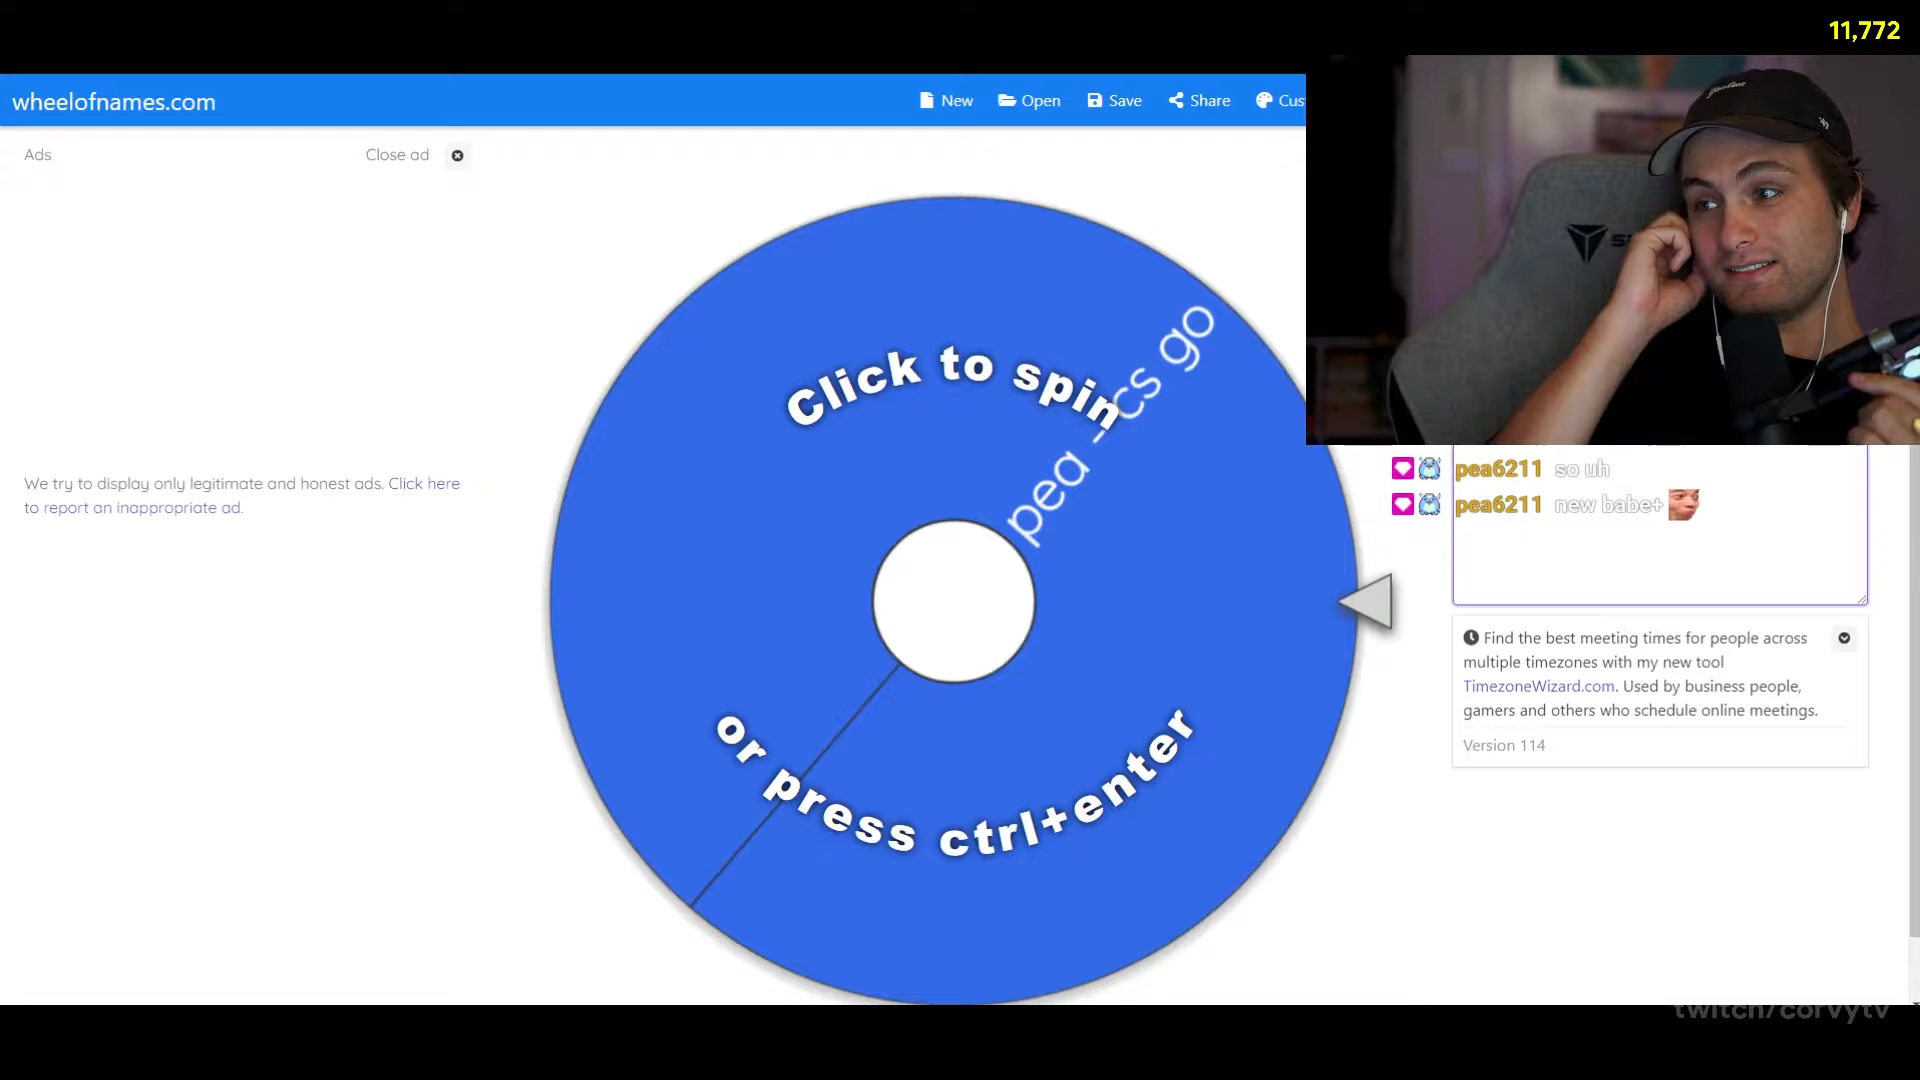 11,772
wheelofnames.com
New
Open
Save
Share
Ads
Close ad
Click to spin
pea - cs go
pea6211 so uh
We try to display only legitimate and honest ads. Click here
to report an inappropriate ad.
pea6211 new babe+
or press ctrl+enter
Find the best meeting times for people across
multiple timezones with my new tool
TimezoneWizard.com. Used by business people,
gamers and others who schedule online meetings.
Version 114
twitch/corvytv